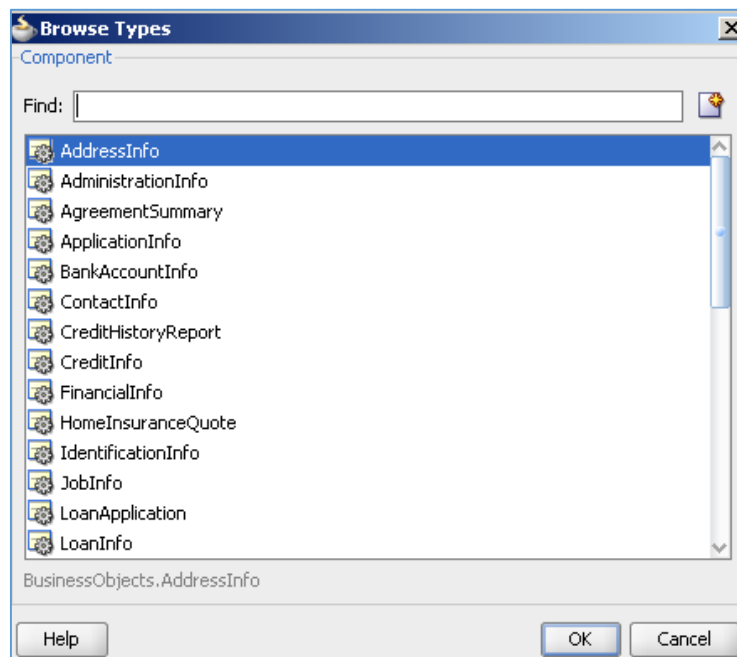 Browse Types
Component
Find:
AddressInfo
AdministrationInfo
AgreementSummary
ApplicationInfo
BankAccountInfo
ContactInfo
CreditHistoryReport
CreditInfo
FinancialInfo
HomeInsuranceQuote
IdentificationInfo
JobInfo
LoanApplication
LoanInfo
BusinessObjects.AddressInfo
Help OK Cancel